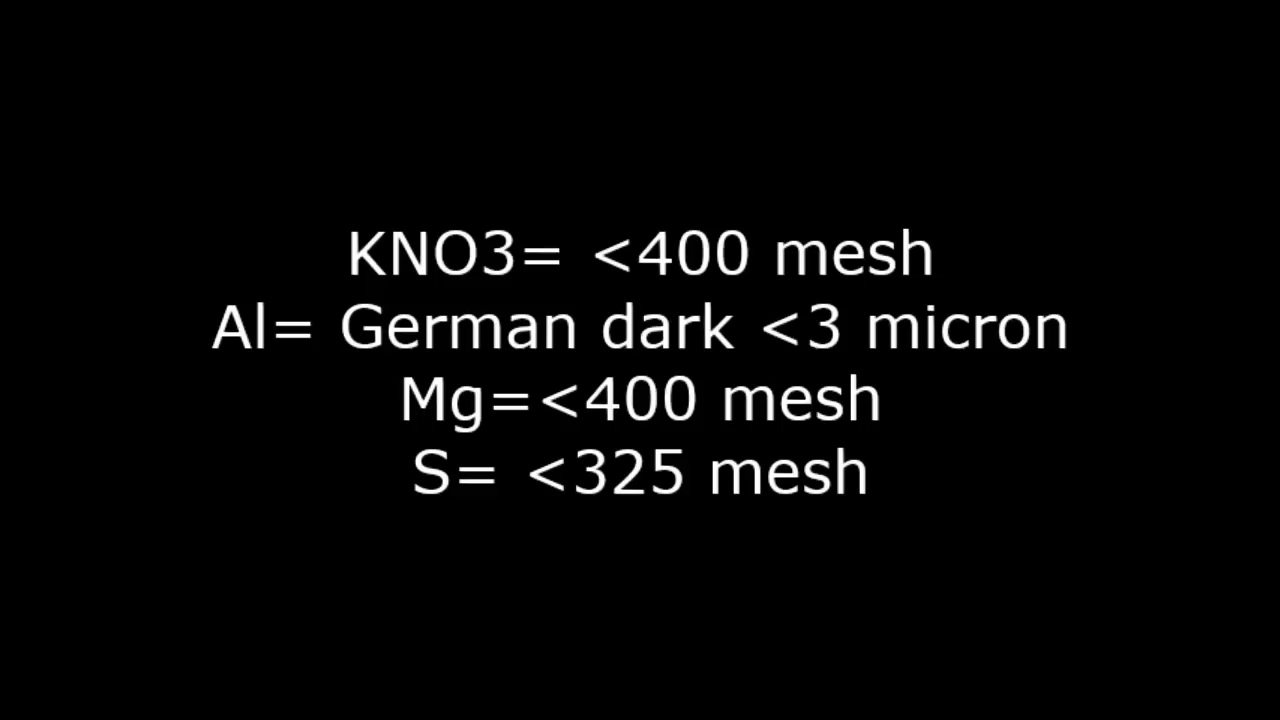 KNO3= <400 mesh
Al= German dark <3 micron
Mg=<400 mesh
S= <325 mesh